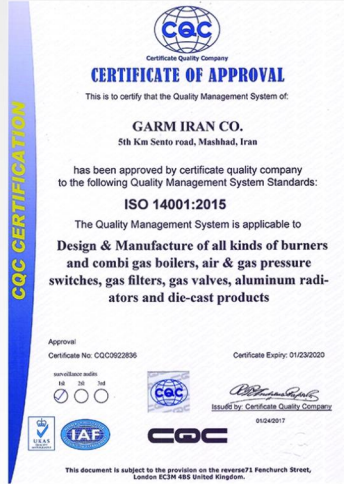 CQC
Certificate Quality Company
CERTIFICATE OF APPROVAL
This is to certify that the Quality Management System of:
GARM IRAN CO.
5th Km Sento road, Mashhad, Iran
has been approved by certificate quality company
to the following Quality Management System Standards:
ISO 14001:2015
The Quality Management System is applicable to
Design & Manufacture of all kinds of burners
and combi gas boilers, air & gas pressure
switches, gas filters, gas valves, aluminum radi-
ators and die-cast products
CQC CERTIFICATION
Approval
Certificate No: CQC0922836
Certificate Expiry: 01/23/2020
surveillance audits
1st 2nd 3rd
CQC
Issued by: Certificate Quality Company
01/24/2017
UKAS
IAF
CQC
This document is subject to the provision on the reverse71 Fenchurch Street,
London EC3M 4BS United Kingdom.